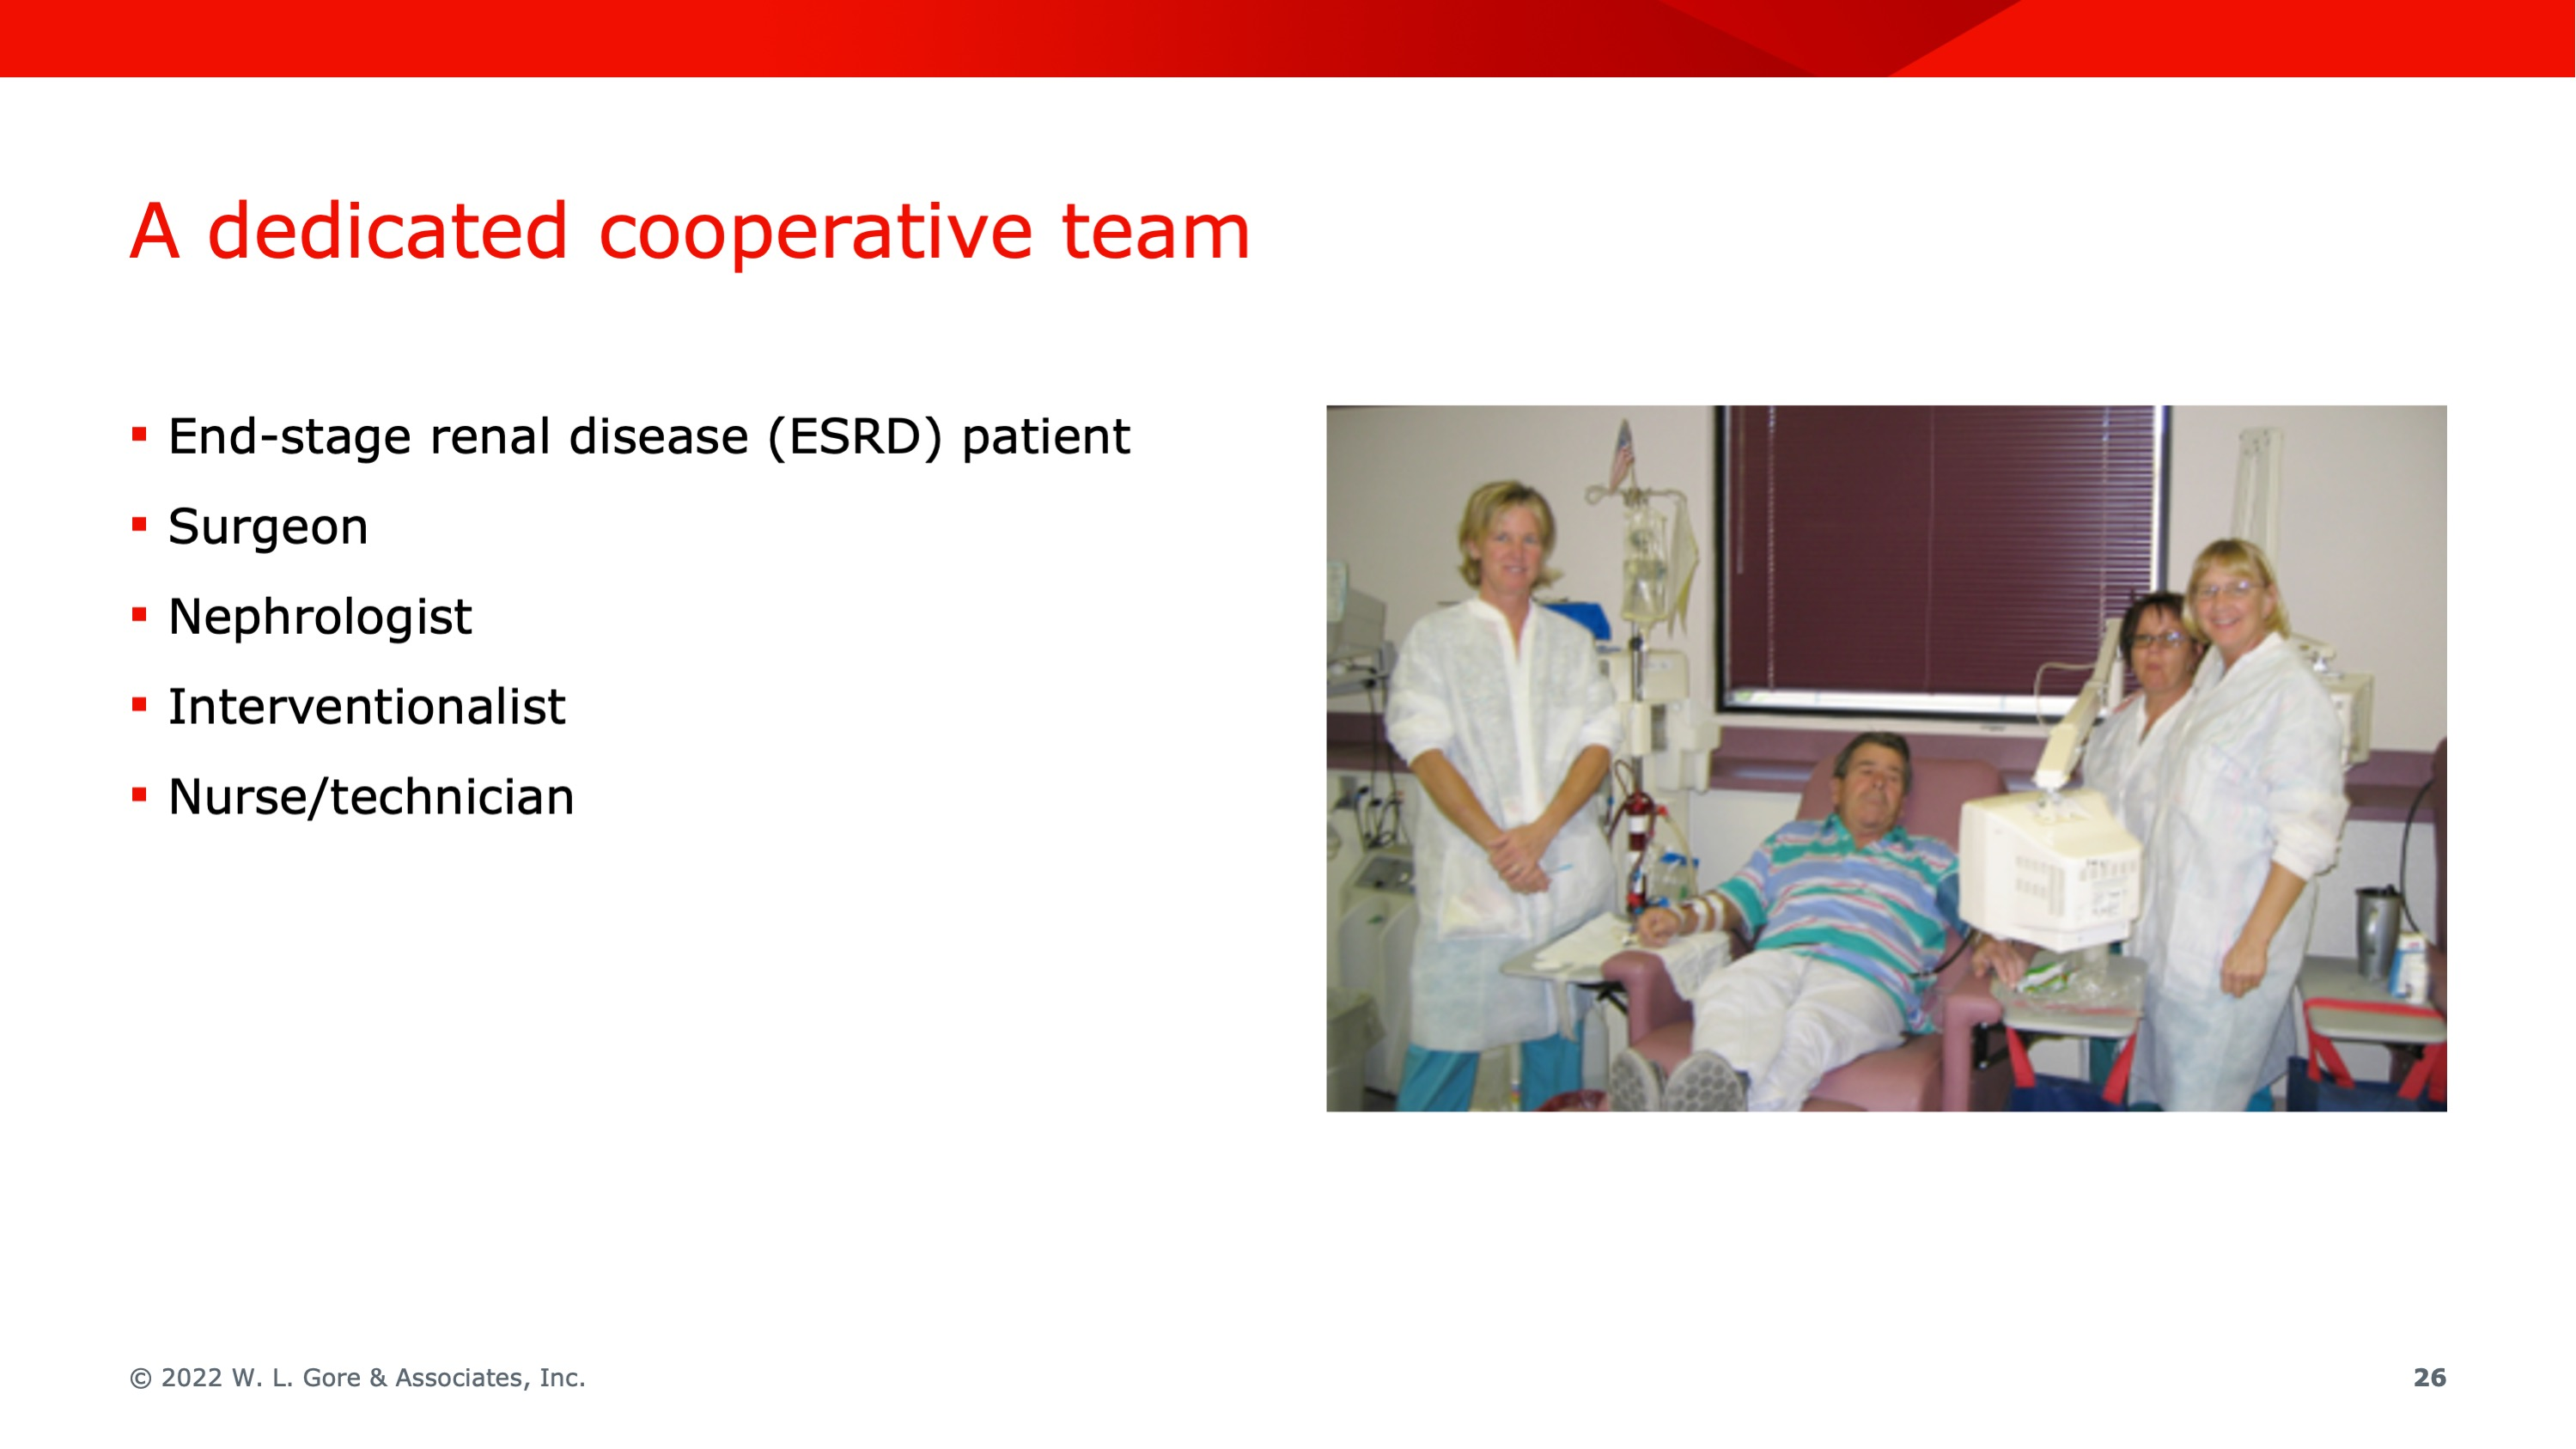 A dedicated cooperative team
▪ End-stage renal disease (ESRD) patient
▪ Surgeon
▪ Nephrologist
▪ Interventionalist
▪ Nurse/technician
© 2022 W. L. Gore & Associates, Inc.
26